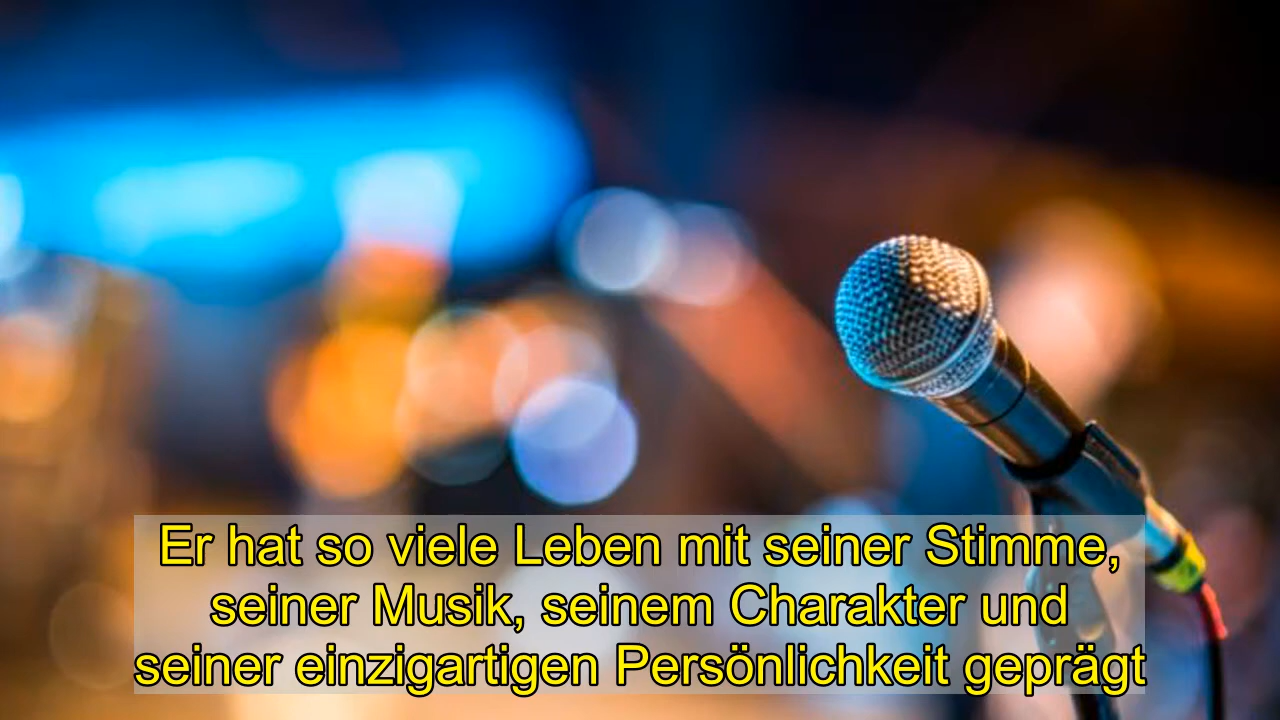 Er hat so viele Leben mit seiner Stimme,
seiner Musik, seinem Charakter und
seiner einzigartigen Persönlichkeit geprägt